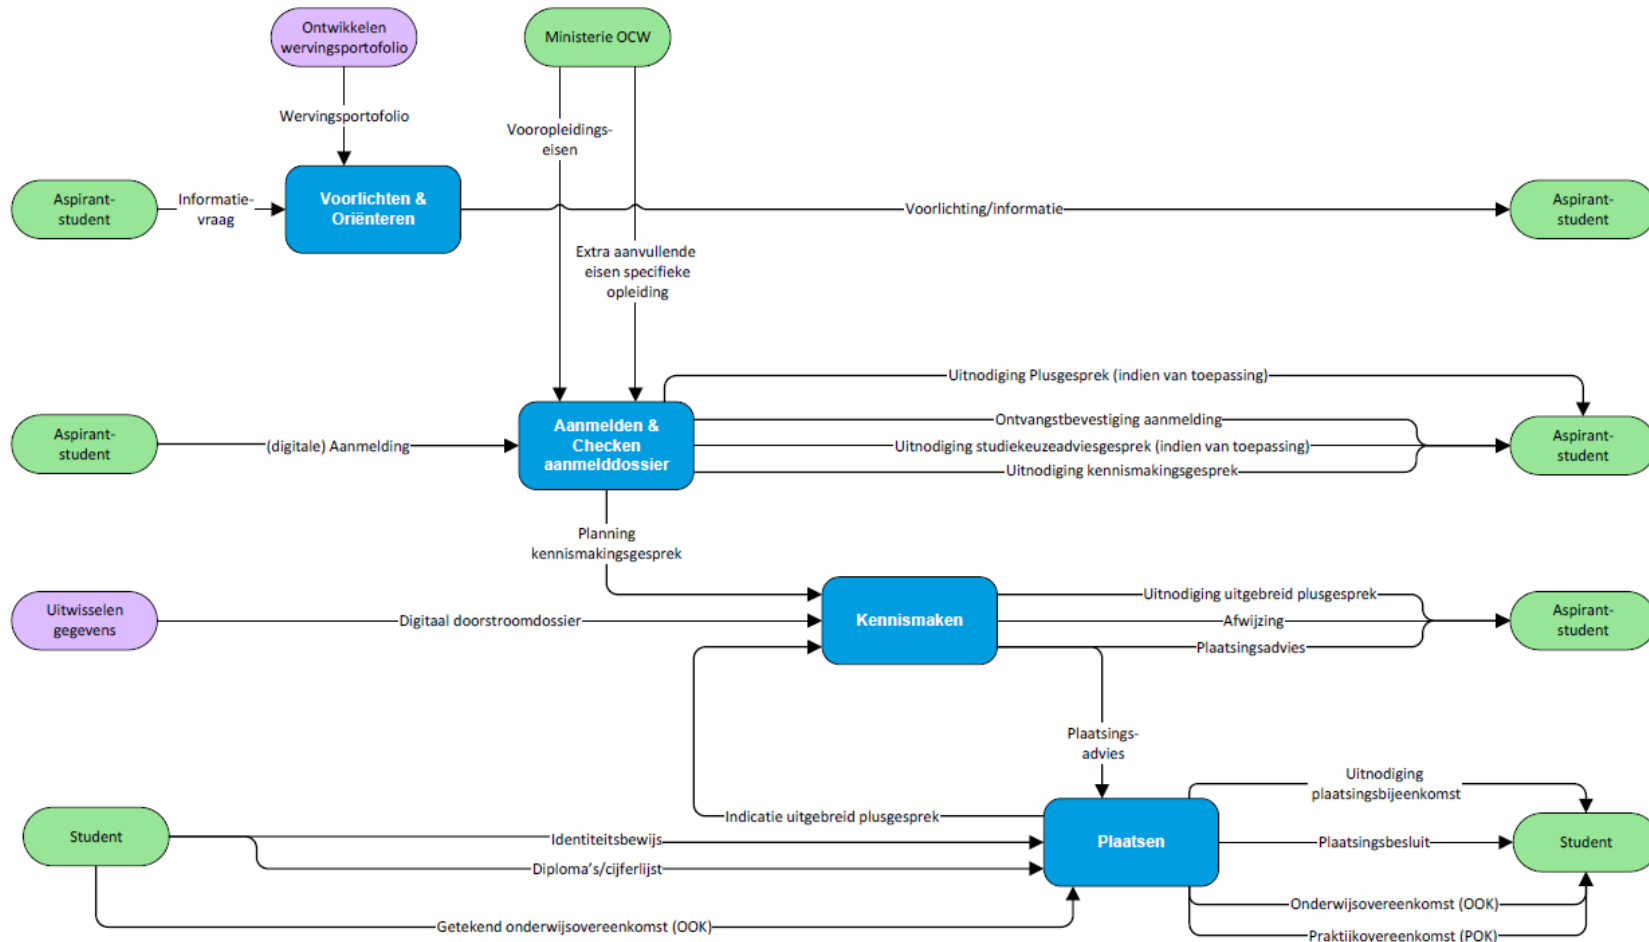 Ontwikkelen
wervingsportofolio
Ministerie OCW
Wervingsportofolio
Vooropleidings-
eisen
Aspirant-
student
Informatie-
vraag
Voorlichten &
Oriënteren
Voorlichting/informatie
Aspirant-
student
Extra aanvullende
eisen specifieke
opleiding
Uitnodiging Plusgesprek (indien van toepassing)
Aspirant-
student
(digitale) Aanmelding
Aanmelden &
Checken
aanmelddossier
Ontvangstbevestiging aanmelding
Uitnodiging studiekeuzeadviesgesprek (indien van toepassing)
Uitnodiging kennismakingsgesprek
Aspirant-
student
Planning
kennismakingsgesprek
Uitwisselen
gegevens
Digitaal doorstroomdossier
Kennismaken
Uitnodiging uitgebreid plusgesprek
Afwijzing
Plaatsingsadvies
Aspirant-
student
Plaatsings-
advies
Indicatie uitgebreid plusgesprek
Uitnodiging
plaatsingsbijeenkomst
Student
Identiteitsbewijs
Diploma's/cijferlijst
Plaatsen
Plaatsingsbesluit
Student
Getekend onderwijsovereenkomst (OOK)
Onderwijsovereenkomst (OOK)
Praktijkovereenkomst (POK)